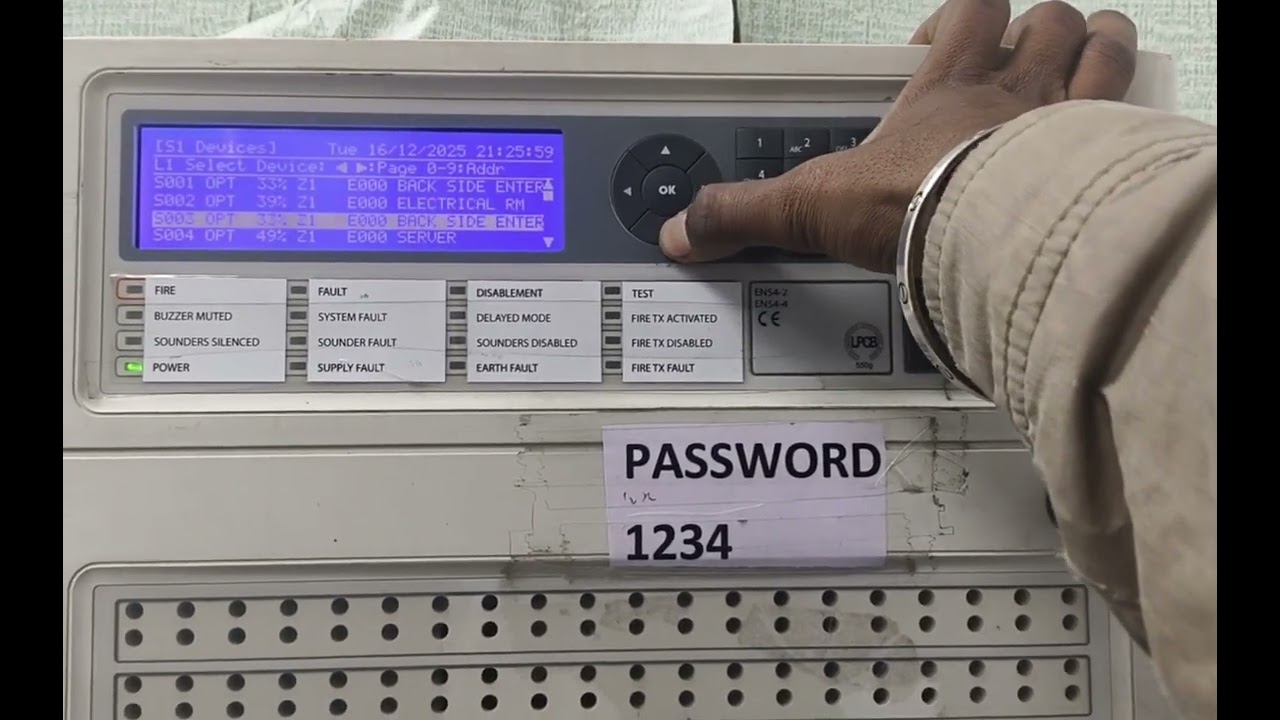 [S1 Devices] Tue 16/12/2025 21:25:59
L1 Select Device: ◀ ▶:Page 0-9:Addr
S001 OPT 33% Z1 E000 BACK SIDE ENTER
S002 OPT 39% Z1 E000 ELECTRICAL RM
S003 OPT 33% Z1 E000 BACK SIDE ENTER
S004 OPT 49% Z1 E000 SERVER
OK
1 ABC 2 3
4
FIRE FAULT DISABLEMENT TEST
BUZZER MUTED SYSTEM FAULT DELAYED MODE FIRE TX ACTIVATED
SOUNDERS SILENCED SOUNDER FAULT SOUNDERS DISABLED FIRE TX DISABLED
POWER SUPPLY FAULT EARTH FAULT FIRE TX FAULT
EN54-2
EN54-4
CE
LPCB
PASSWORD
1234